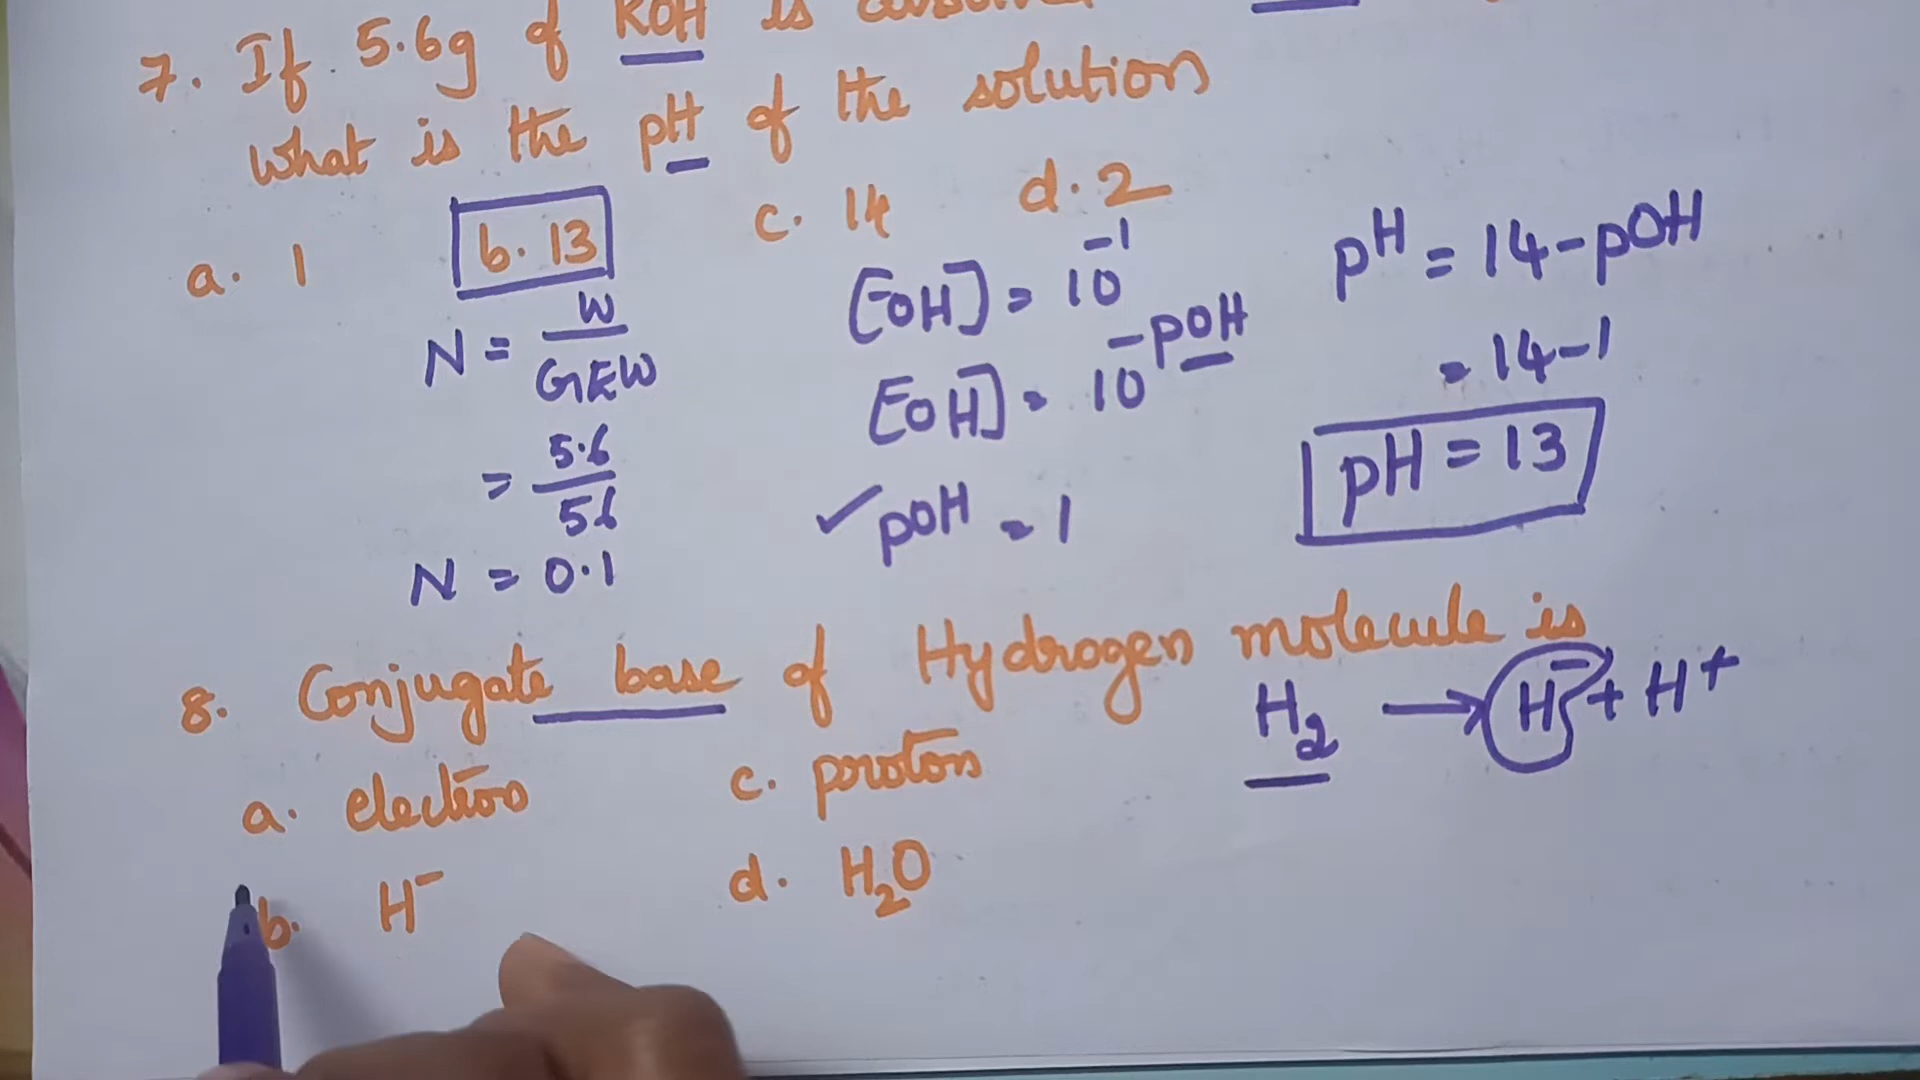 7. If 5.6g of KOH is
What is the pH of the solution
a. 1 b. 13 c. 14 d. 2
N = W / GEW
= 5.6 / 56
N = 0.1
[OH⁻] = 10⁻¹
[OH⁻] = 10^-pOH
✓ pOH = 1
pH = 14 - pOH
= 14 - 1
pH = 13
8. Conjugate base of Hydrogen molecule is
H₂ → H⁻ + H⁺
a. electron c. proton
b. H⁻ d. H₂O